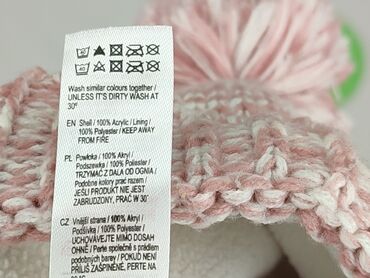 Wash similar colours together /
UNLESS IT'S DIRTY WASH AT
30°
EN Shell / 100% Acrylic / Lining /
100% Polyester / KEEP AWAY
FROM FIRE
PL Powłoka / 100% Akryl /
Podszewka / 100% Poliester /
TRZYMAĆ Z DALA OD OGNIA /
Podobne kolory prać razem /
JEŚLI PRODUKT NIE JEST
ZABRUDZONY, PRAĆ W 30°
CZ Vnější strana / 100% Akryl /
Podšívka / 100% Polyester /
UCHOVÁVEJTE MIMO DOSAH
OHNE / Perte společně s prádlem
podobných barev / POKUD NENÍ
PŘÍLIŠ ZAŠPINĚNÉ, PERTE NA